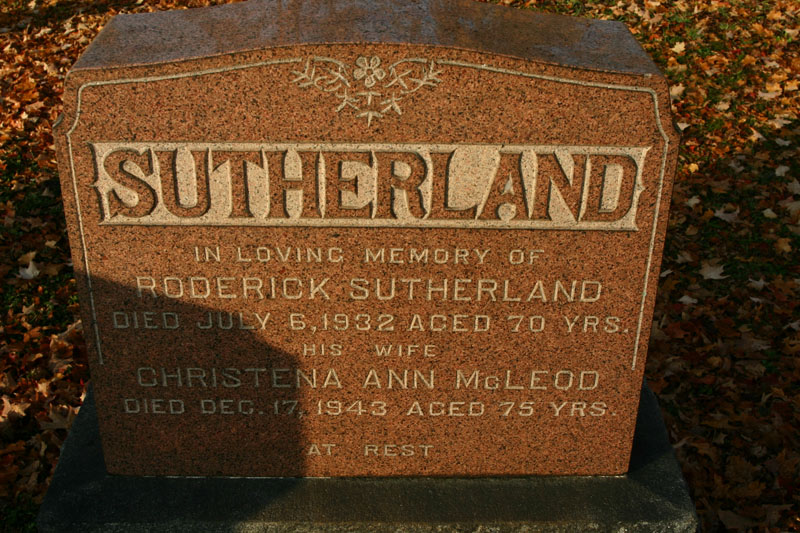 SUTHERLAND
IN LOVING MEMORY OF
RODERICK SUTHERLAND
DIED JULY 6, 1932 AGED 70 YRS.
HIS WIFE
CHRISTENA ANN McLEOD
DIED DEC. 17, 1943 AGED 75 YRS.
AT REST